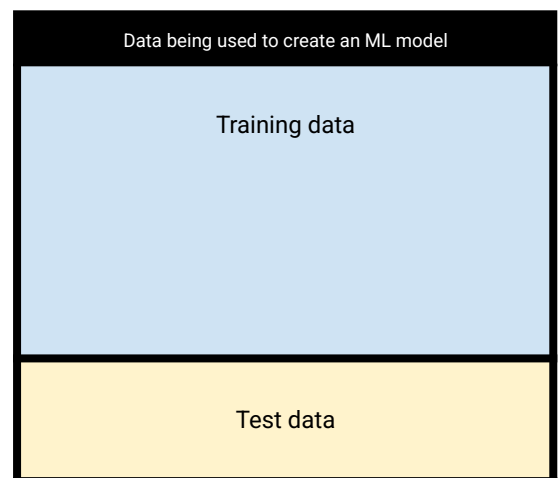 Data being used to create an ML model
Training data
Test data